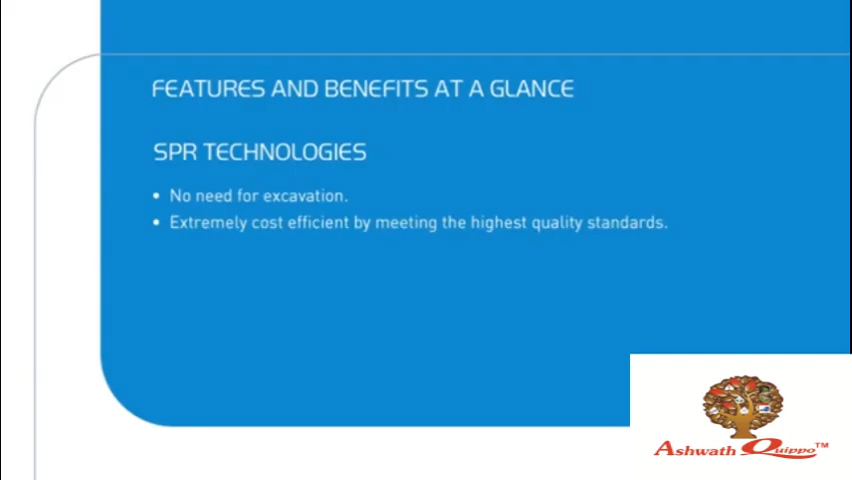 FEATURES AND BENEFITS AT A GLANCE
SPR TECHNOLOGIES
• No need for excavation.
• Extremely cost efficient by meeting the highest quality standards.
Ashwath Quippo™